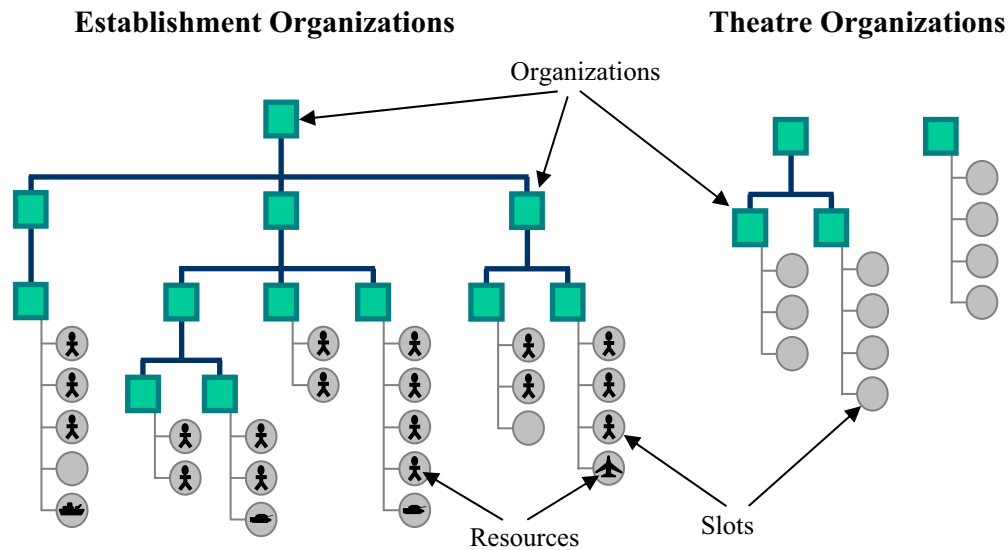 Establishment Organizations
Theatre Organizations
Organizations
Resources
Slots